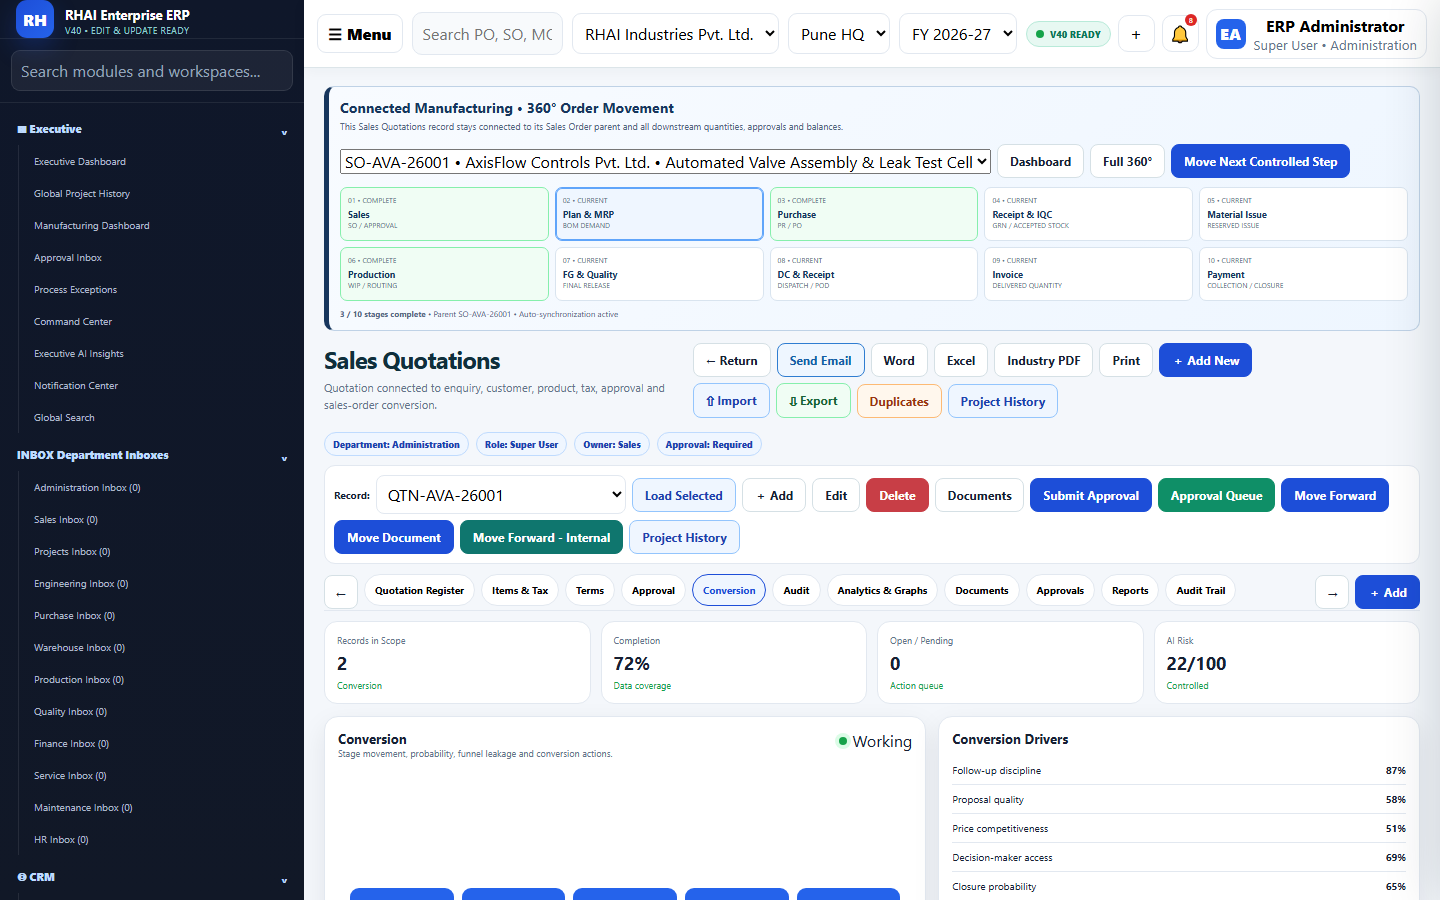 RH
RHAI Enterprise ERP
V40 • EDIT & UPDATE READY
Search modules and workspaces...
Executive
Executive Dashboard
Global Project History
Manufacturing Dashboard
Approval Inbox
Process Exceptions
Command Center
Executive AI Insights
Notification Center
Global Search
INBOX Department Inboxes
Administration Inbox (0)
Sales Inbox (0)
Projects Inbox (0)
Engineering Inbox (0)
Purchase Inbox (0)
Warehouse Inbox (0)
Production Inbox (0)
Quality Inbox (0)
Finance Inbox (0)
Service Inbox (0)
Maintenance Inbox (0)
HR Inbox (0)
CRM
☰ Menu
Search PO, SO, MO
RHAI Industries Pvt. Ltd.
Pune HQ
FY 2026-27
V40 READY
+
8
EA
ERP Administrator
Super User • Administration
Connected Manufacturing • 360° Order Movement
This Sales Quotations record stays connected to its Sales Order parent and all downstream quantities, approvals and balances.
SO-AVA-26001 • AxisFlow Controls Pvt. Ltd. • Automated Valve Assembly & Leak Test Cell
Dashboard
Full 360°
Move Next Controlled Step
01 • COMPLETE
Sales
SO / APPROVAL
02 • CURRENT
Plan & MRP
BOM DEMAND
03 • COMPLETE
Purchase
PR / PO
04 • CURRENT
Receipt & IQC
GRN / ACCEPTED STOCK
05 • CURRENT
Material Issue
RESERVED ISSUE
06 • COMPLETE
Production
WIP / ROUTING
07 • CURRENT
FG & Quality
FINAL RELEASE
08 • CURRENT
DC & Receipt
DISPATCH / POD
09 • CURRENT
Invoice
DELIVERED QUANTITY
10 • CURRENT
Payment
COLLECTION / CLOSURE
3 / 10 stages complete • Parent SO-AVA-26001 • Auto-synchronization active
Sales Quotations
Quotation connected to enquiry, customer, product, tax, approval and
sales-order conversion.
← Return
Send Email
Word
Excel
Industry PDF
Print
+ Add New
⇧ Import
⇩ Export
Duplicates
Project History
Department: Administration
Role: Super User
Owner: Sales
Approval: Required
Record:
QTN-AVA-26001
Load Selected
+ Add
Edit
Delete
Documents
Submit Approval
Approval Queue
Move Forward
Move Document
Move Forward - Internal
Project History
←
Quotation Register
Items & Tax
Terms
Approval
Conversion
Audit
Analytics & Graphs
Documents
Approvals
Reports
Audit Trail
→
+ Add
Records in Scope
2
Conversion
Completion
72%
Data coverage
Open / Pending
0
Action queue
AI Risk
22/100
Controlled
Conversion
Stage movement, probability, funnel leakage and conversion actions.
Working
Conversion Drivers
Follow-up discipline 87%
Proposal quality 58%
Price competitiveness 51%
Decision-maker access 69%
Closure probability 65%